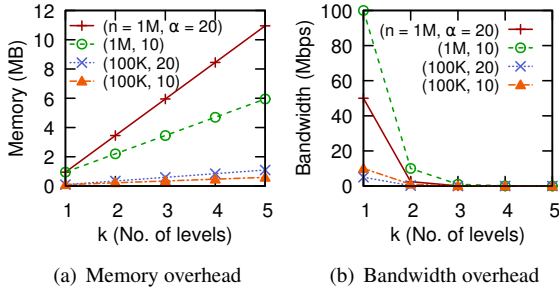 12
10
8
6
4
2
0
Memory (MB)
(n = 1M, α = 20)
(1M, 10)
(100K, 20)
(100K, 10)
1 2 3 4 5
k (No. of levels)
(a) Memory overhead
100
80
60
40
20
0
Bandwidth (Mbps)
(n = 1M, α = 20)
(1M, 10)
(100K, 20)
(100K, 10)
1 2 3 4 5
k (No. of levels)
(b) Bandwidth overhead